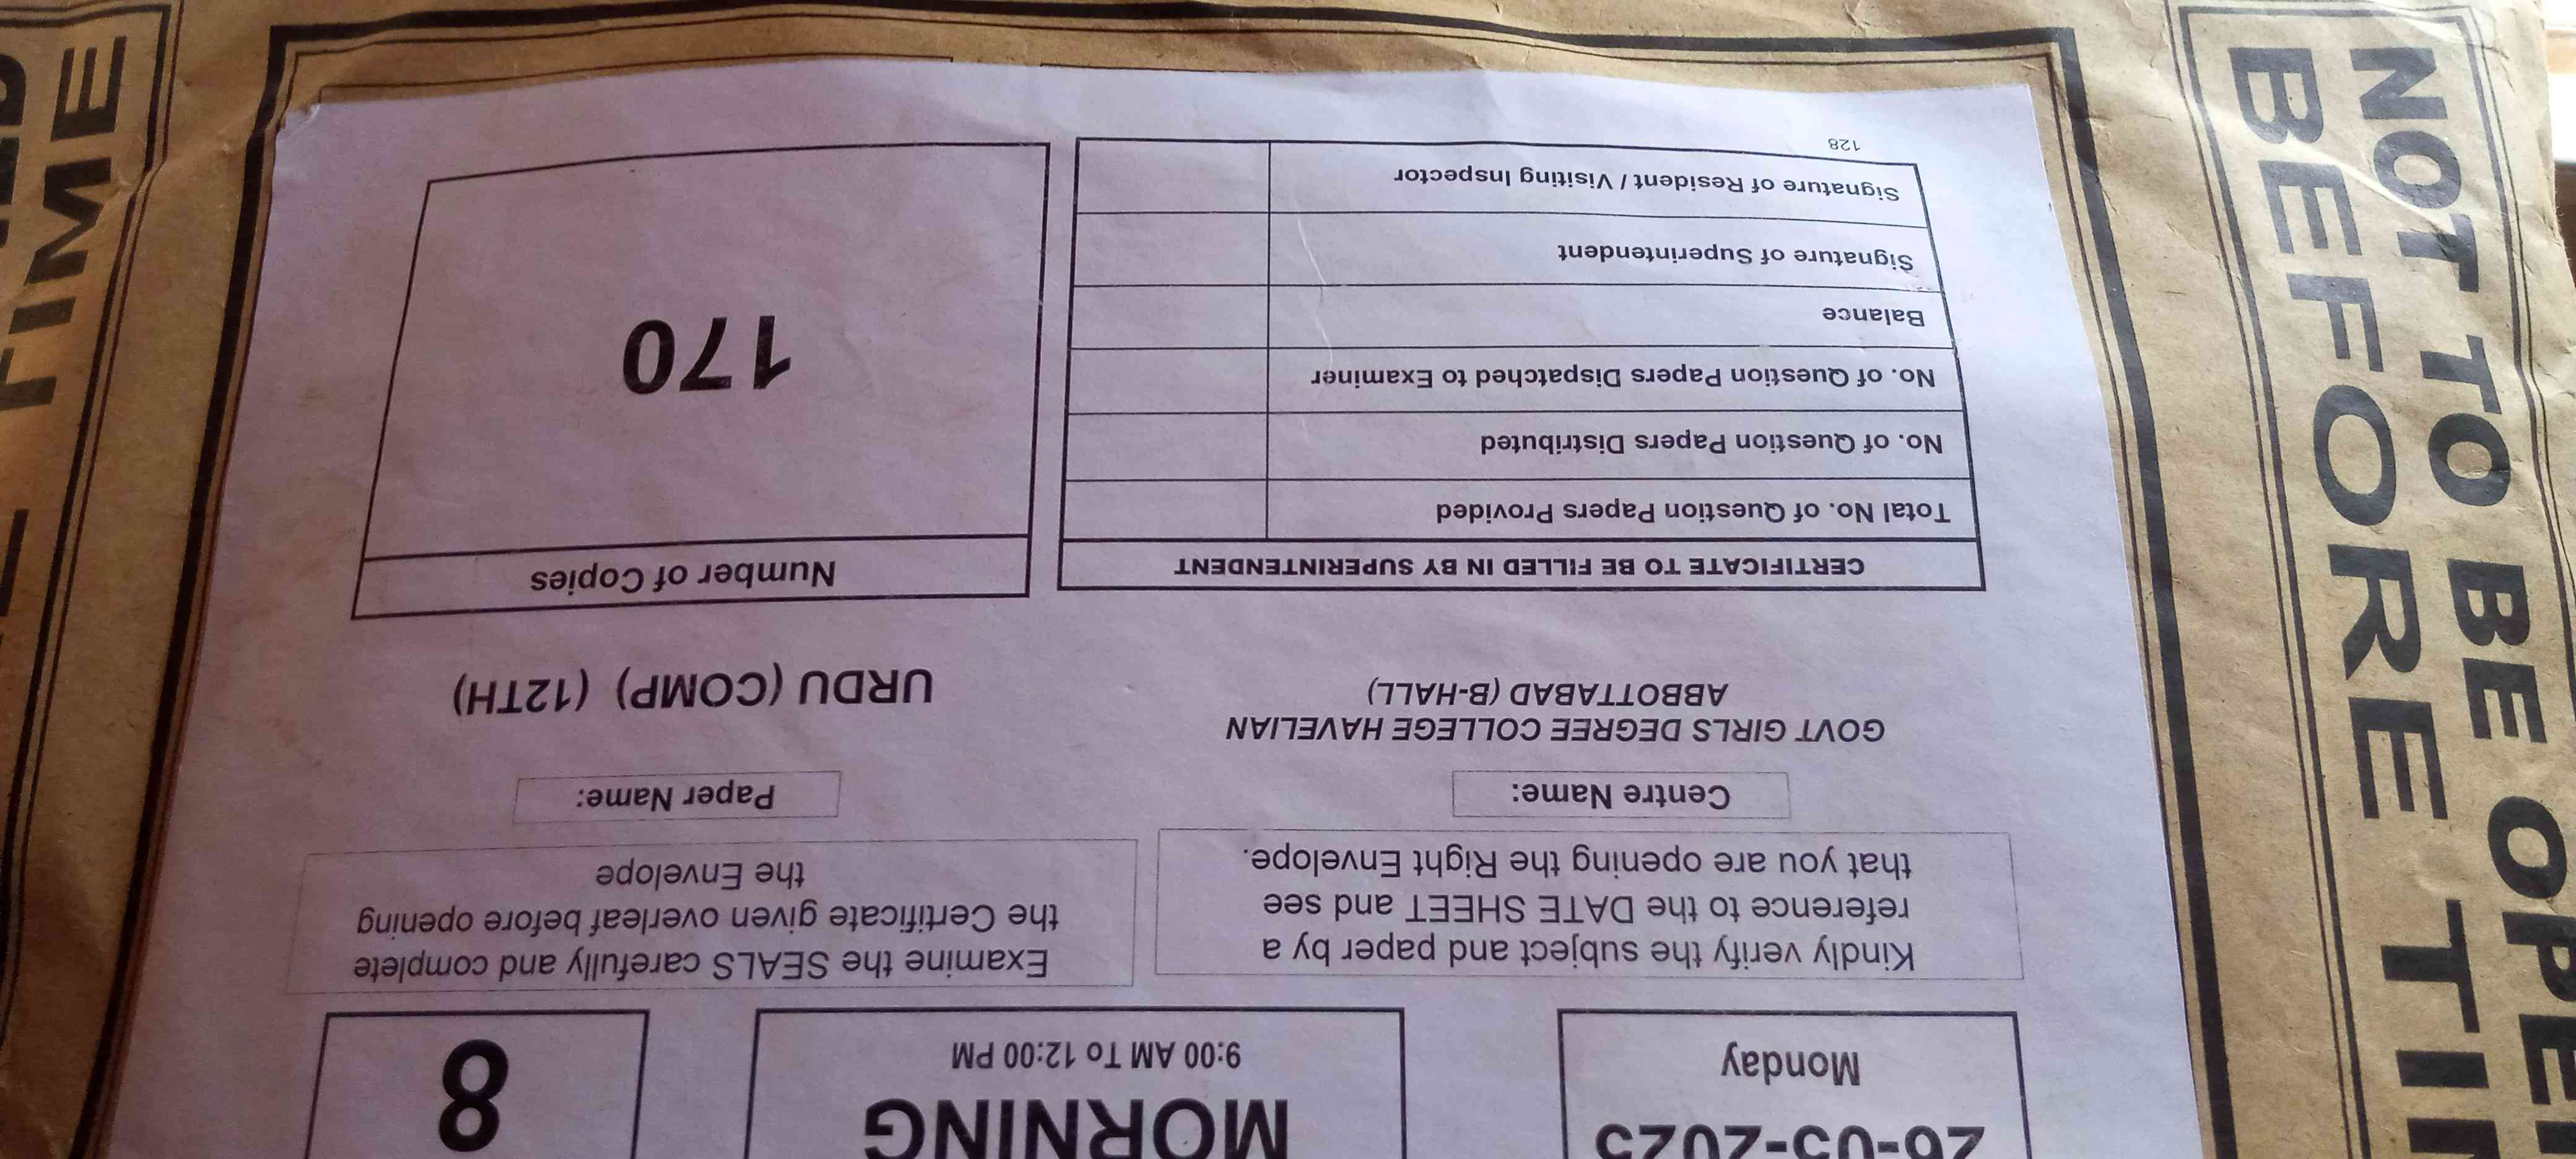 26-05-2025
Monday
MORNING
9:00 AM To 12:00 PM
8
Kindly verify the subject and paper by a
reference to the DATE SHEET and see
that you are opening the Right Envelope.
Examine the SEALS carefully and complete
the Certificate given overleaf before opening
the Envelope
Centre Name:
GOVT GIRLS DEGREE COLLEGE HAVELIAN
ABBOTTABAD (B-HALL)
Paper Name:
URDU (COMP) (12TH)
CERTIFICATE TO BE FILLED IN BY SUPERINTENDENT
Total No. of Question Papers Provided
No. of Question Papers Distributed
No. of Question Papers Dispatched to Examiner
Balance
Signature of Superintendent
Signature of Resident / Visiting Inspector
128
Number of Copies
170
NOT TO BE
BEFORE
TIME